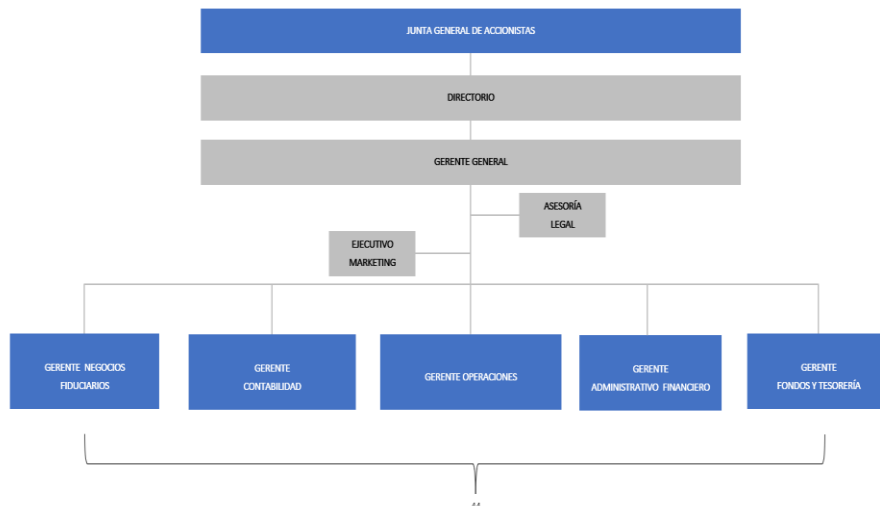 JUNTA GENERAL DE ACCIONISTAS
DIRECTORIO
GERENTE GENERAL
ASESORÍA
LEGAL
EJECUTIVO
MARKETING
GERENTE NEGOCIOS
FIDUCIARIOS
GERENTE
CONTABILIDAD
GERENTE OPERACIONES
GERENTE
ADMINISTRATIVO FINANCIERO
GERENTE
FONDOS Y TESORERÍA